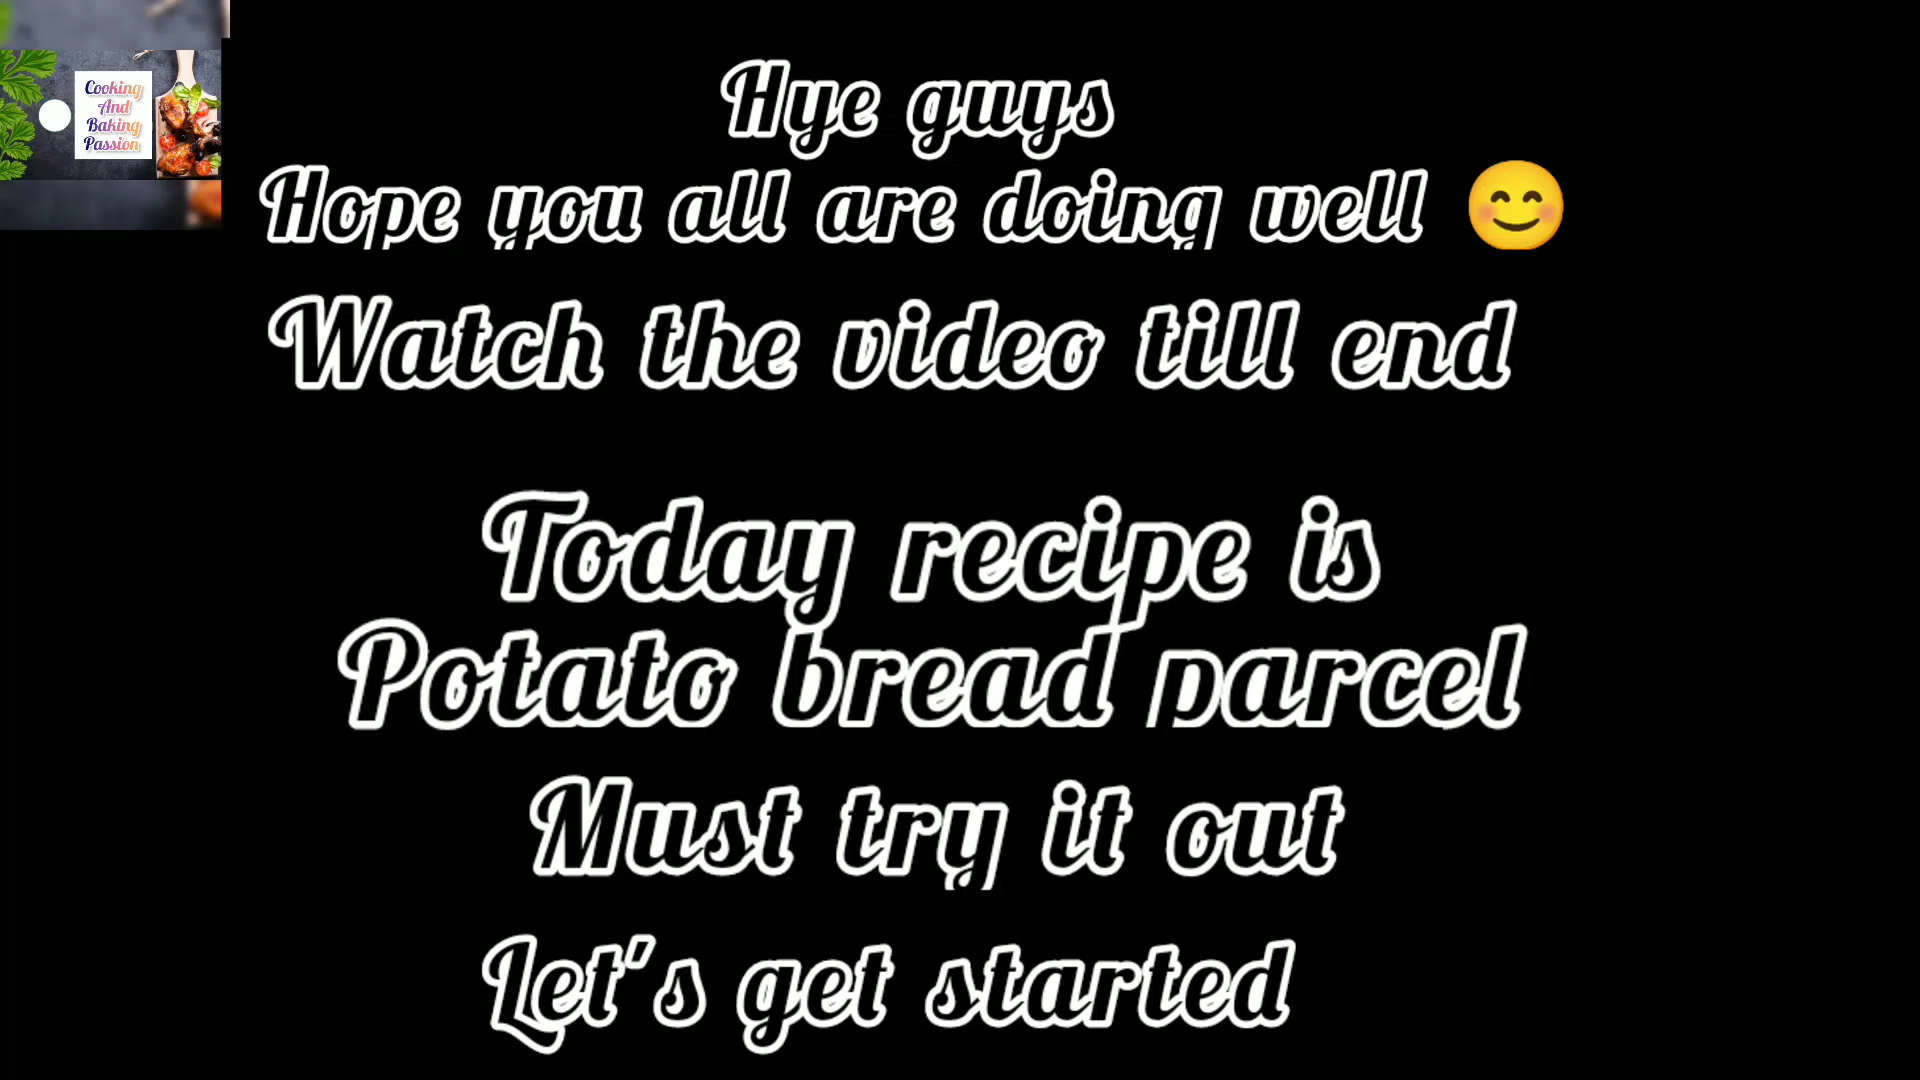 Cooking
And
Baking
Passion
Hye guys
Hope you all are doing well 😊
Watch the video till end
Today recipe is
Potato bread parcel
Must try it out
Let's get started